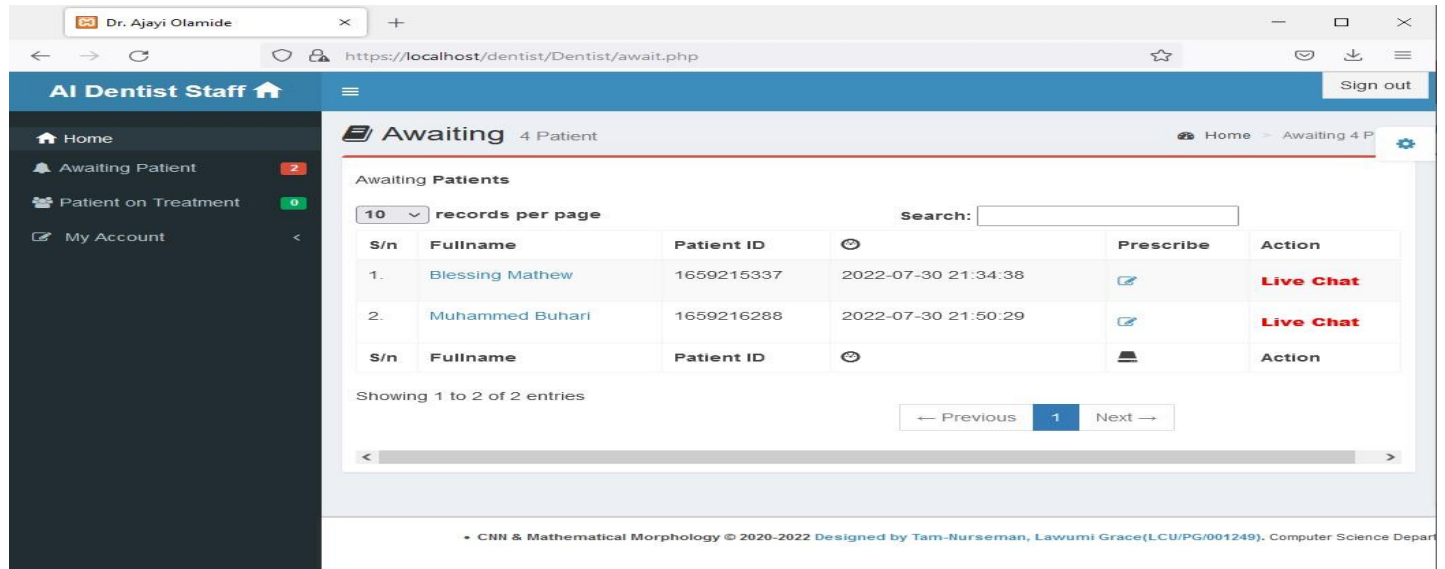 Dr. Ajayi Olamide
https://localhost/dentist/Dentist/await.php
AI Dentist Staff
Sign out
Home
Awaiting Patient 2
Patient on Treatment 0
My Account
Awaiting 4 Patient
Home > Awaiting 4 P
Awaiting Patients
10 records per page Search:
S/n Fullname Patient ID Prescribe Action
1. Blessing Mathew 1659215337 2022-07-30 21:34:38 Live Chat
2. Muhammed Buhari 1659216288 2022-07-30 21:50:29 Live Chat
S/n Fullname Patient ID Action
Showing 1 to 2 of 2 entries
← Previous 1 Next →
• CNN & Mathematical Morphology © 2020-2022 Designed by Tam-Nurseman, Lawumi Grace(LCU/PG/001249). Computer Science Depar